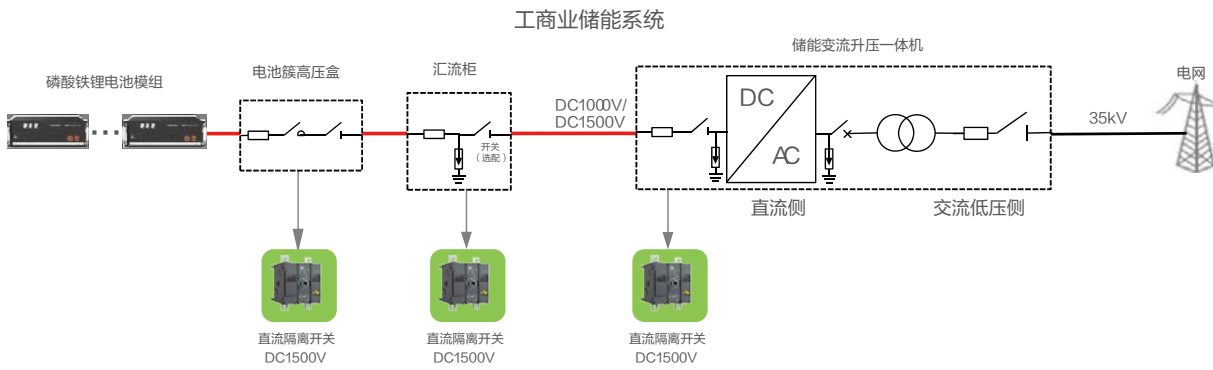 工商业储能系统
储能变流升压一体机
磷酸铁锂电池模组
电池簇高压盒
汇流柜
电网
DC1000V/
DC1500V
DC
AC
35kV
开关
（选配）
直流侧
交流低压侧
直流隔离开关
DC1500V
直流隔离开关
DC1500V
直流隔离开关
DC1500V